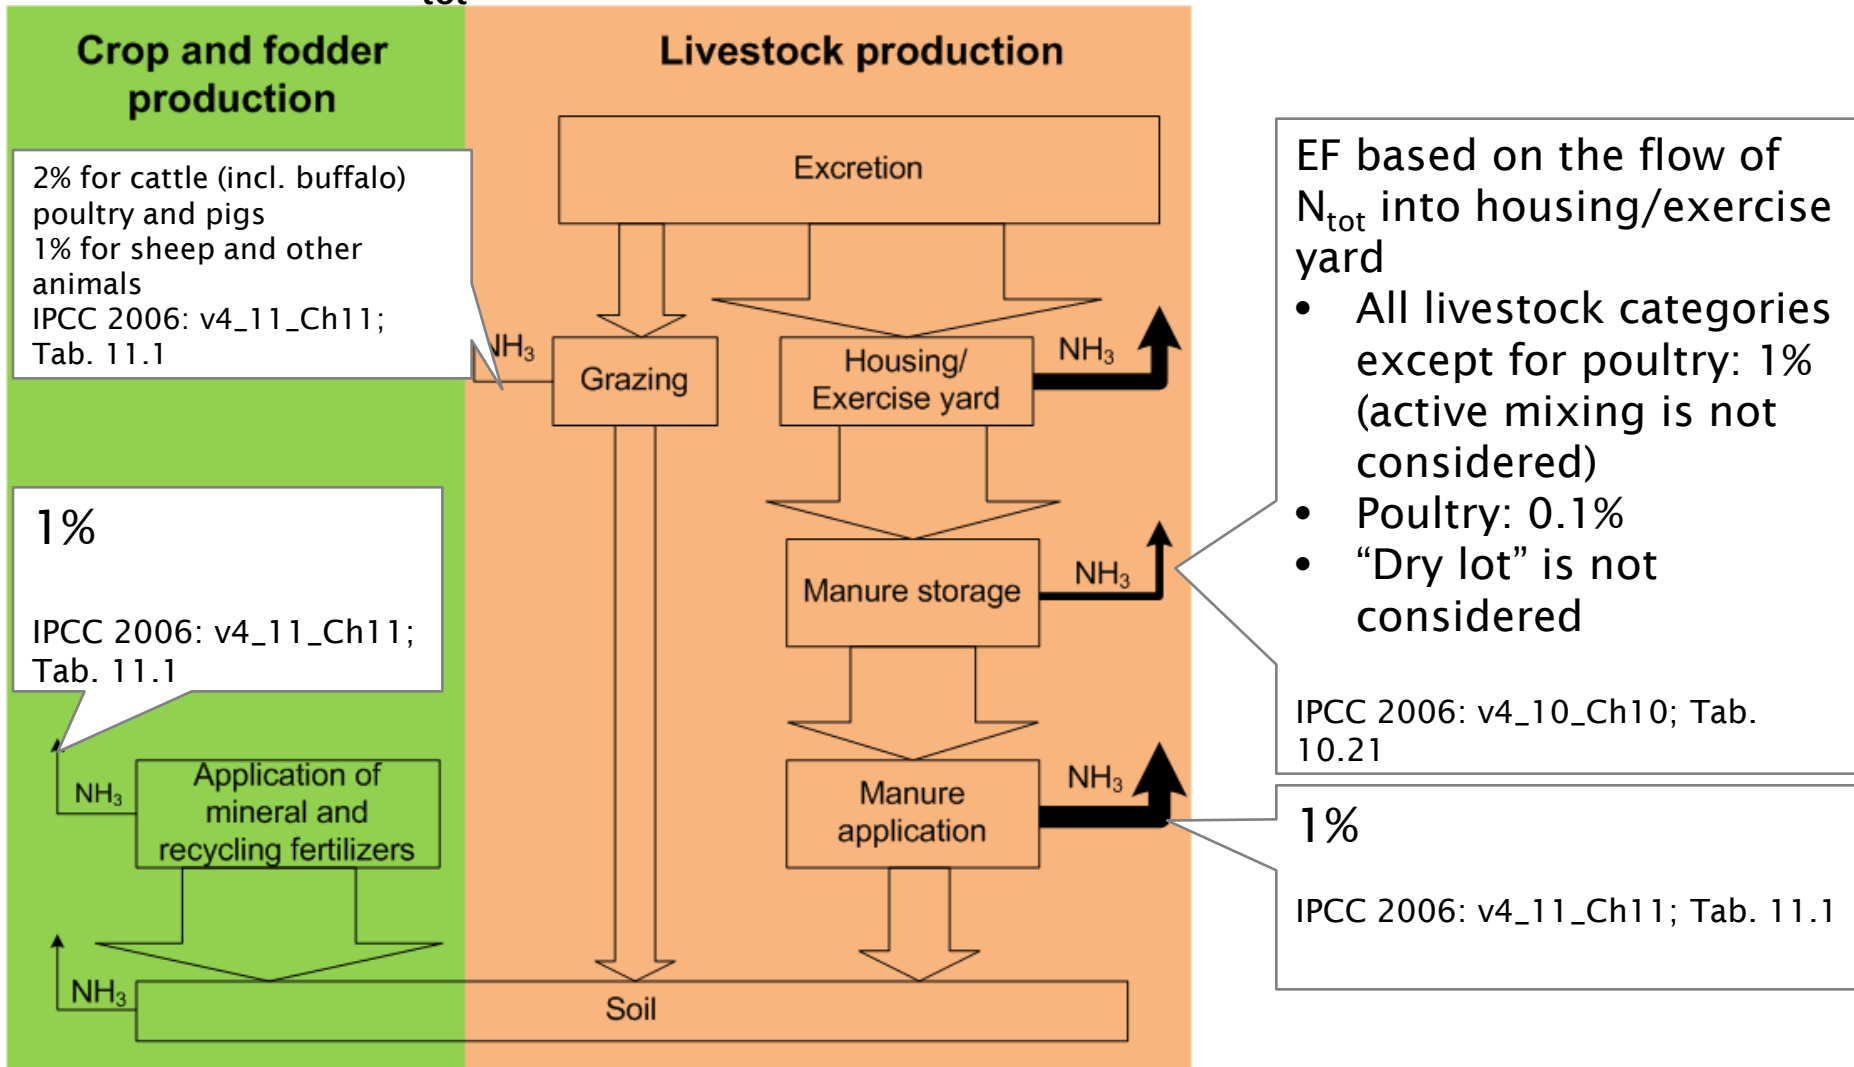 tot
Crop and fodder
production
Livestock production
2% for cattle (incl. buffalo)
poultry and pigs
1% for sheep and other
animals
IPCC 2006: v4_11_Ch11;
Tab. 11.1
Excretion
NH₃
Grazing
Housing/
Exercise yard
NH₃
EF based on the flow of
Nₜₒₜ into housing/exercise
yard
• All livestock categories
except for poultry: 1%
(active mixing is not
considered)
• Poultry: 0.1%
• “Dry lot” is not
considered
IPCC 2006: v4_10_Ch10; Tab.
10.21
1%
IPCC 2006: v4_11_Ch11;
Tab. 11.1
Manure storage
NH₃
NH₃
Application of
mineral and
recycling fertilizers
Manure
application
NH₃
1%
IPCC 2006: v4_11_Ch11; Tab. 11.1
NH₃
Soil